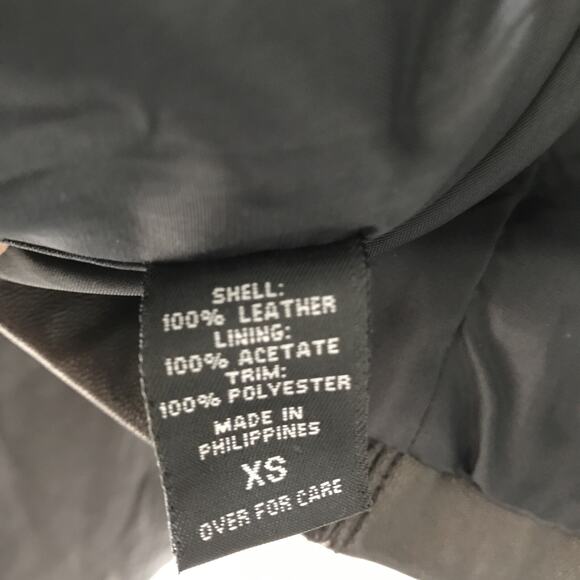 SHELL:
100% LEATHER
LINING:
100% ACETATE
TRIM:
100% POLYESTER
MADE IN
PHILIPPINES
XS
OVER FOR CARE